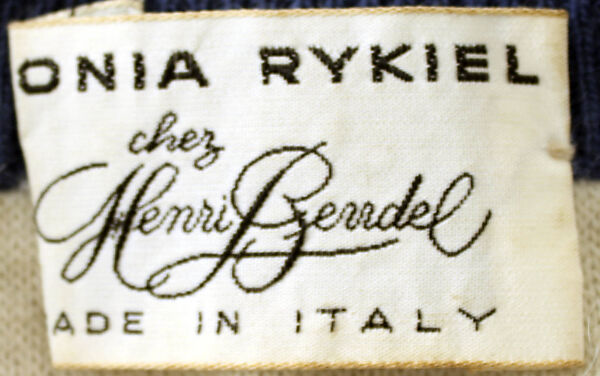 ONIA RYKIEL
chez
Henri Bendel
ADE IN ITALY